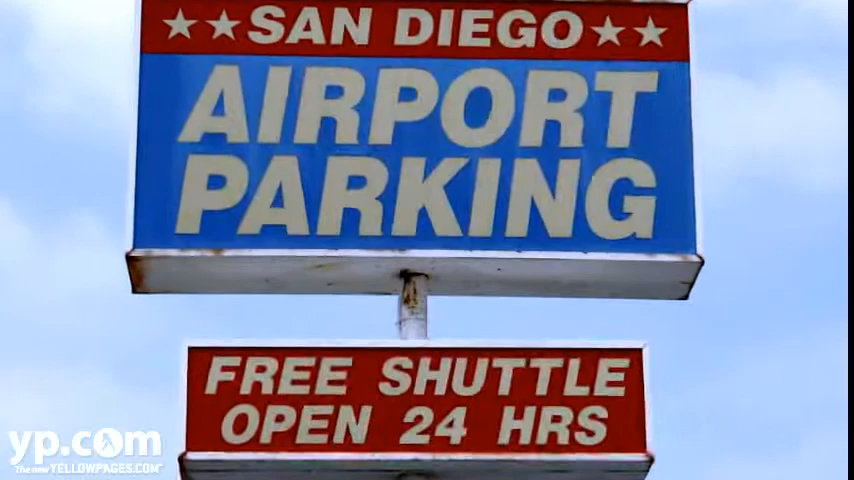 ★★ SAN DIEGO ★★
AIRPORT
PARKING
FREE SHUTTLE
OPEN 24 HRS
yp.com
The new YELLOWPAGES.COM